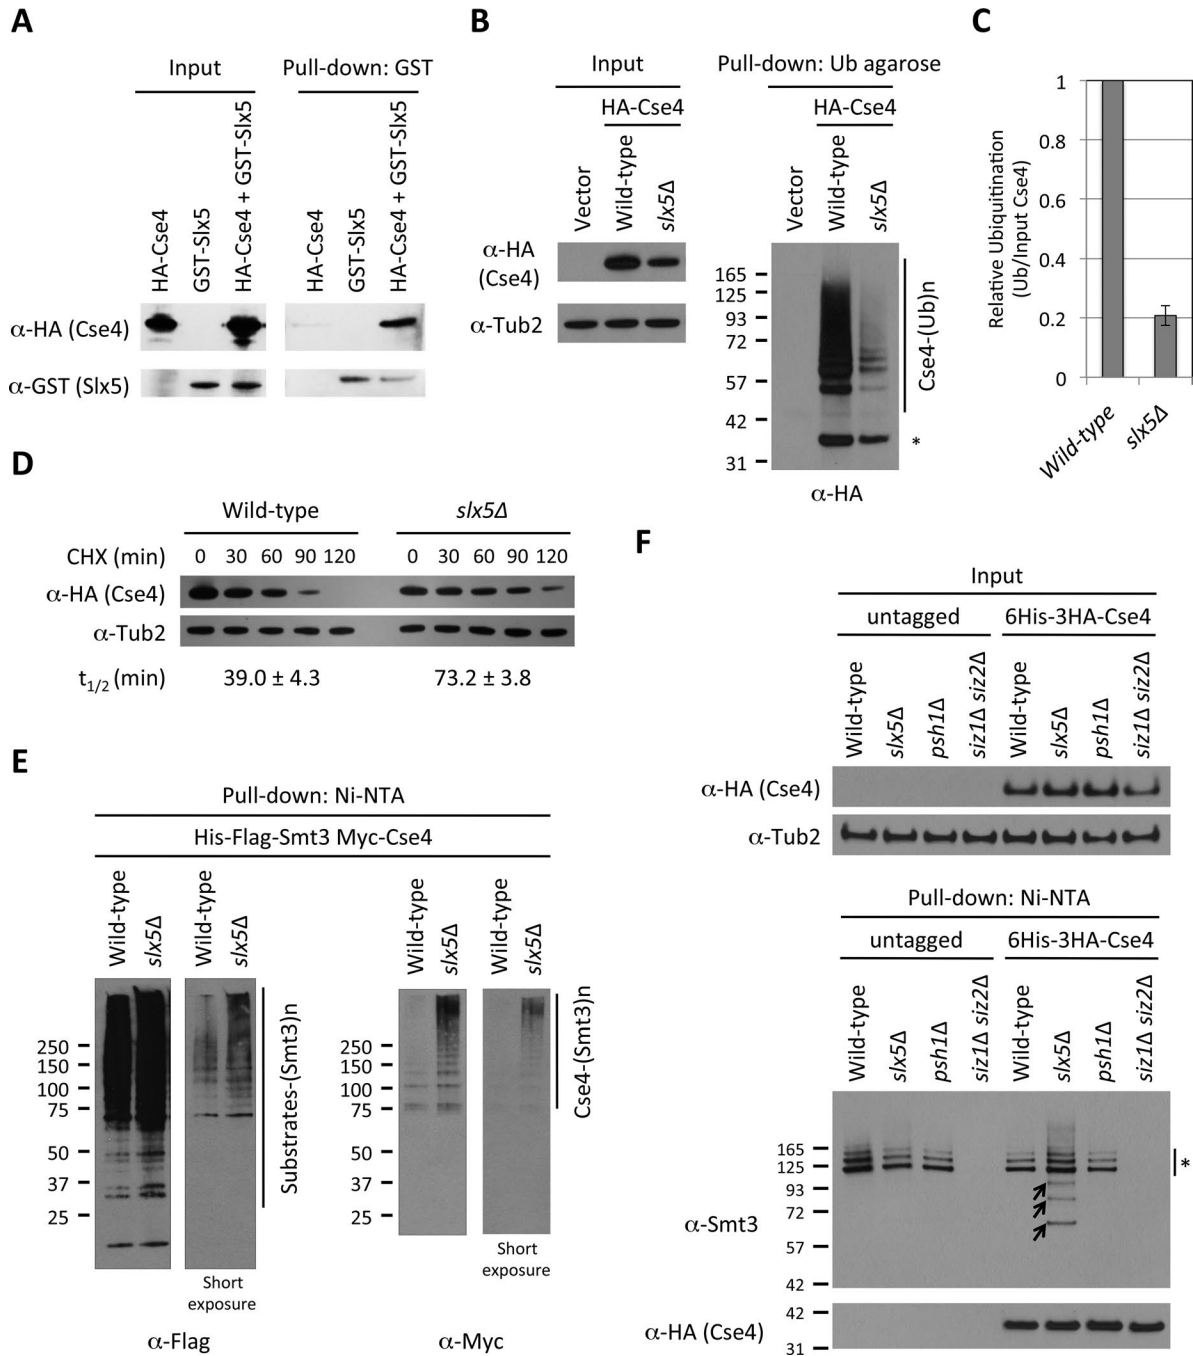 A
Input
Pull-down: GST
HA-Cse4
GST-Slx5
HA-Cse4 + GST-Slx5
HA-Cse4
GST-Slx5
HA-Cse4 + GST-Slx5
α-HA (Cse4)
α-GST (Slx5)
B
Input
Pull-down: Ub agarose
HA-Cse4
HA-Cse4
Vector
Wild-type
slx5Δ
Vector
Wild-type
slx5Δ
α-HA
(Cse4)
α-Tub2
165
125
93
72
57
42
31
Cse4-(Ub)n
*
α-HA
C
Relative Ubiquitination
(Ub/Input Cse4)
1
0.8
0.6
0.4
0.2
0
Wild-type
slx5Δ
D
Wild-type
slx5Δ
CHX (min) 0 30 60 90 120 0 30 60 90 120
α-HA (Cse4)
α-Tub2
t1/2 (min) 39.0 ± 4.3 73.2 ± 3.8
E
Pull-down: Ni-NTA
His-Flag-Smt3 Myc-Cse4
Wild-type
slx5Δ
Wild-type
slx5Δ
Wild-type
slx5Δ
Wild-type
slx5Δ
250
150
100
75
50
37
25
Substrates-(Smt3)n
250
150
100
75
50
37
25
Cse4-(Smt3)n
Short
exposure
Short
exposure
α-Flag
α-Myc
F
Input
untagged
6His-3HA-Cse4
Wild-type
slx5Δ
psh1Δ
siz1Δ siz2Δ
Wild-type
slx5Δ
psh1Δ
siz1Δ siz2Δ
α-HA (Cse4)
α-Tub2
Pull-down: Ni-NTA
untagged
6His-3HA-Cse4
Wild-type
slx5Δ
psh1Δ
siz1Δ siz2Δ
Wild-type
slx5Δ
psh1Δ
siz1Δ siz2Δ
165
125
93
72
57
42
*
α-Smt3
42
31
α-HA (Cse4)